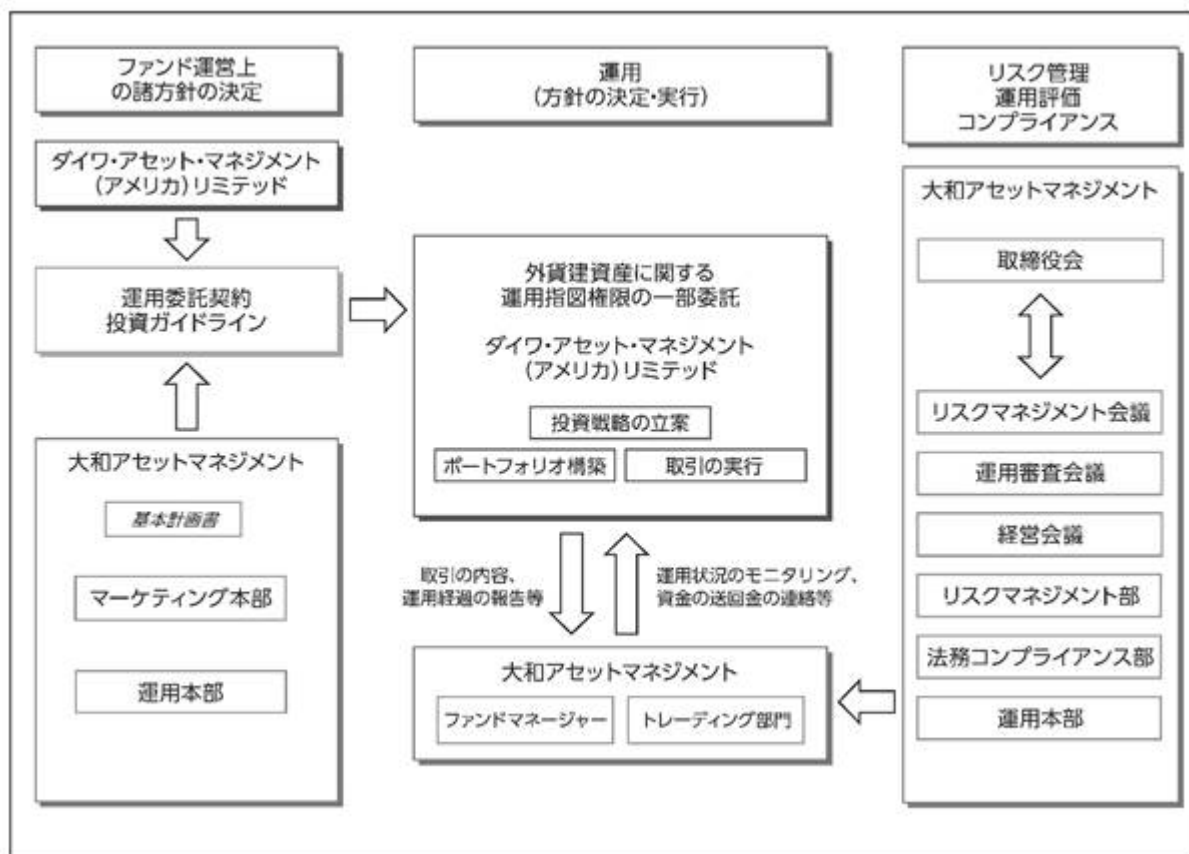 ファンド運営上
の諸方針の決定
ダイワ・アセット・マネジメント
(アメリカ)リミテッド
運用委託契約
投資ガイドライン
大和アセットマネジメント
基本計画書
マーケティング本部
運用本部
運用
(方針の決定・実行)
外貨建資産に関する
運用指図権限の一部委託
ダイワ・アセット・マネジメント
(アメリカ)リミテッド
投資戦略の立案
ポートフォリオ構築
取引の実行
取引の内容、
運用経過の報告等
運用状況のモニタリング、
資金の送回金の連絡等
大和アセットマネジメント
ファンドマネージャー
トレーディング部門
リスク管理
運用評価
コンプライアンス
大和アセットマネジメント
取締役会
リスクマネジメント会議
運用審査会議
経営会議
リスクマネジメント部
法務コンプライアンス部
運用本部